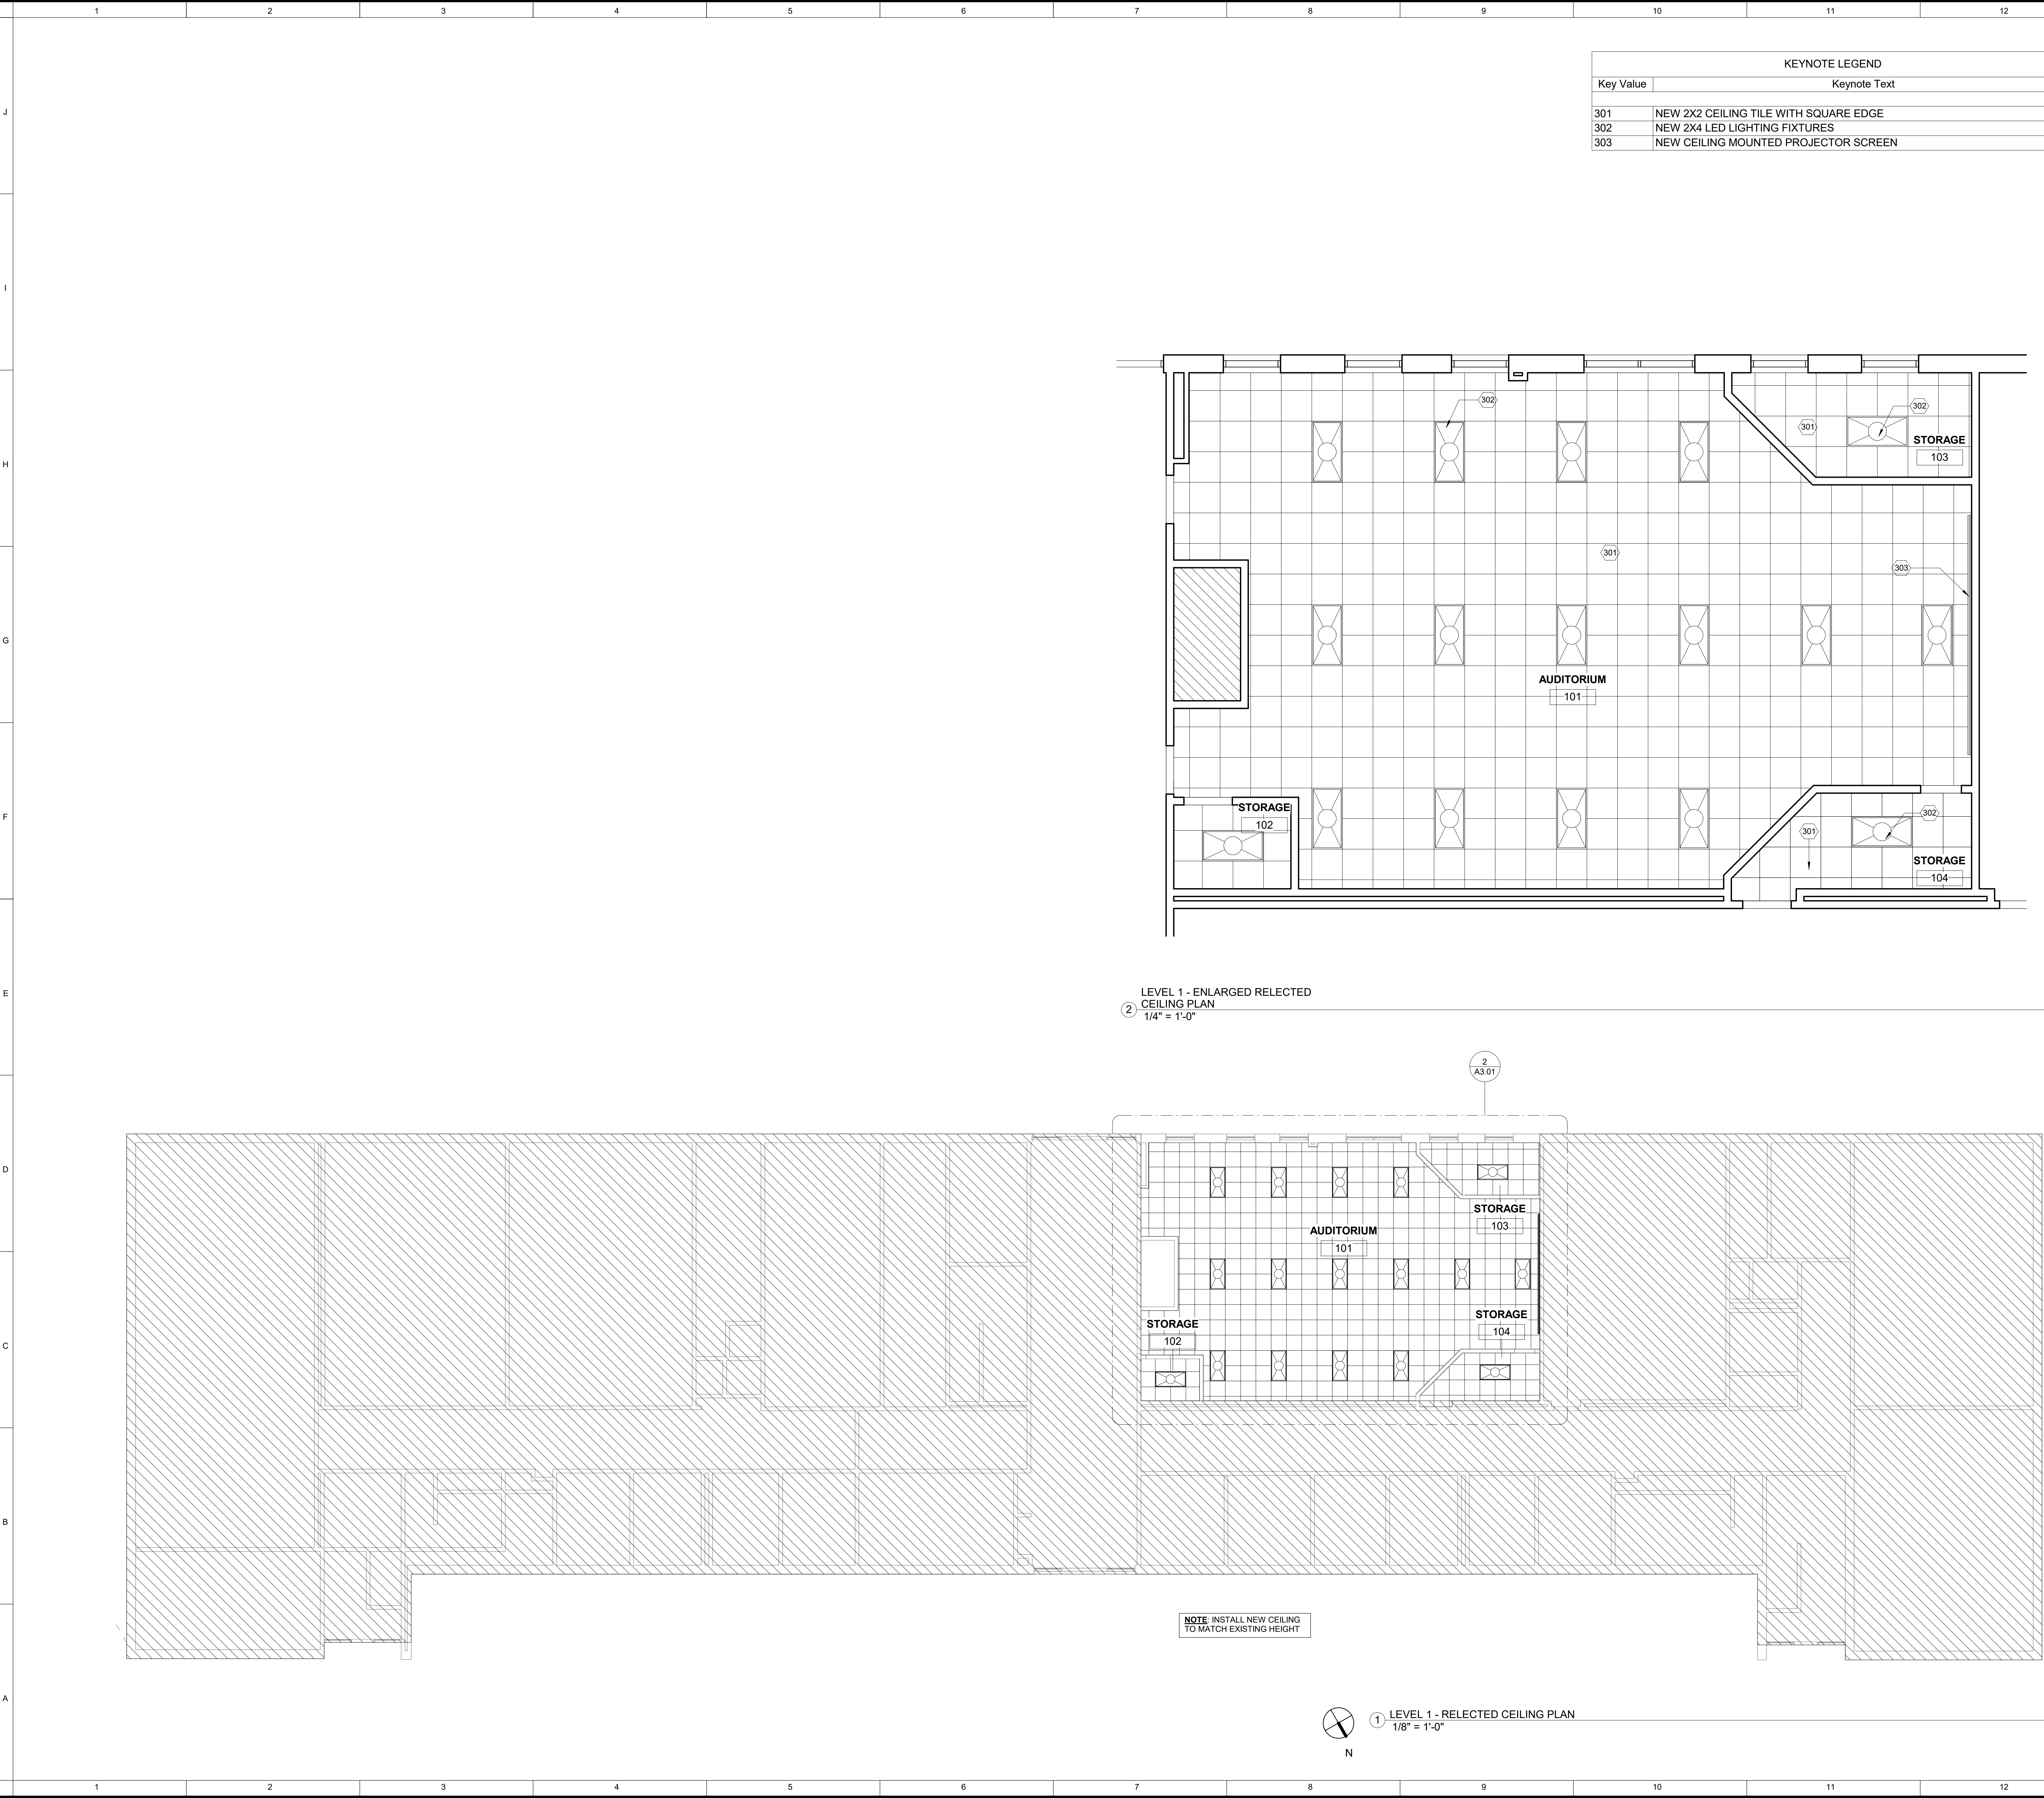 1 2 3 4 5 6 7 8 9 10 11 12
KEYNOTE LEGEND
Key Value Keynote Text
301 NEW 2X2 CEILING TILE WITH SQUARE EDGE
302 NEW 2X4 LED LIGHTING FIXTURES
303 NEW CEILING MOUNTED PROJECTOR SCREEN
J
I
H
G
F
E
D
C
B
A
302
302
301
STORAGE
103
301
303
AUDITORIUM
101
STORAGE
102
302
301
STORAGE
104
LEVEL 1 - ENLARGED RELECTED
CEILING PLAN
2
1/4" = 1'-0"
2
A3.01
STORAGE
103
AUDITORIUM
101
STORAGE
104
STORAGE
102
NOTE: INSTALL NEW CEILING
TO MATCH EXISTING HEIGHT
1 LEVEL 1 - RELECTED CEILING PLAN
1/8" = 1'-0"
N
1 2 3 4 5 6 7 8 9 10 11 12